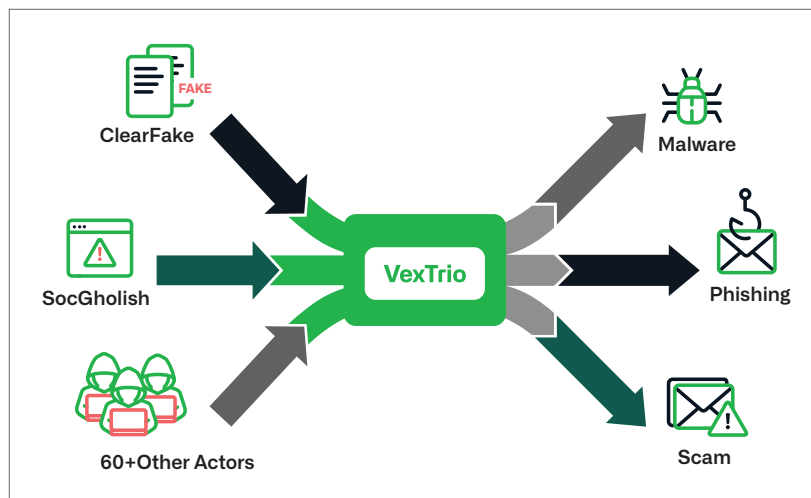 FAKE
ClearFake
Malware
SocGholish
VexTrio
Phishing
60+Other Actors
Scam